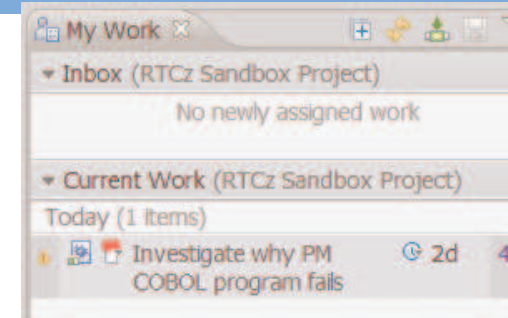 My Work
Inbox (RTCz Sandbox Project)
No newly assigned work
Current Work (RTCz Sandbox Project)
Today (1 items)
Investigate why PM 2d 4
COBOL program fails